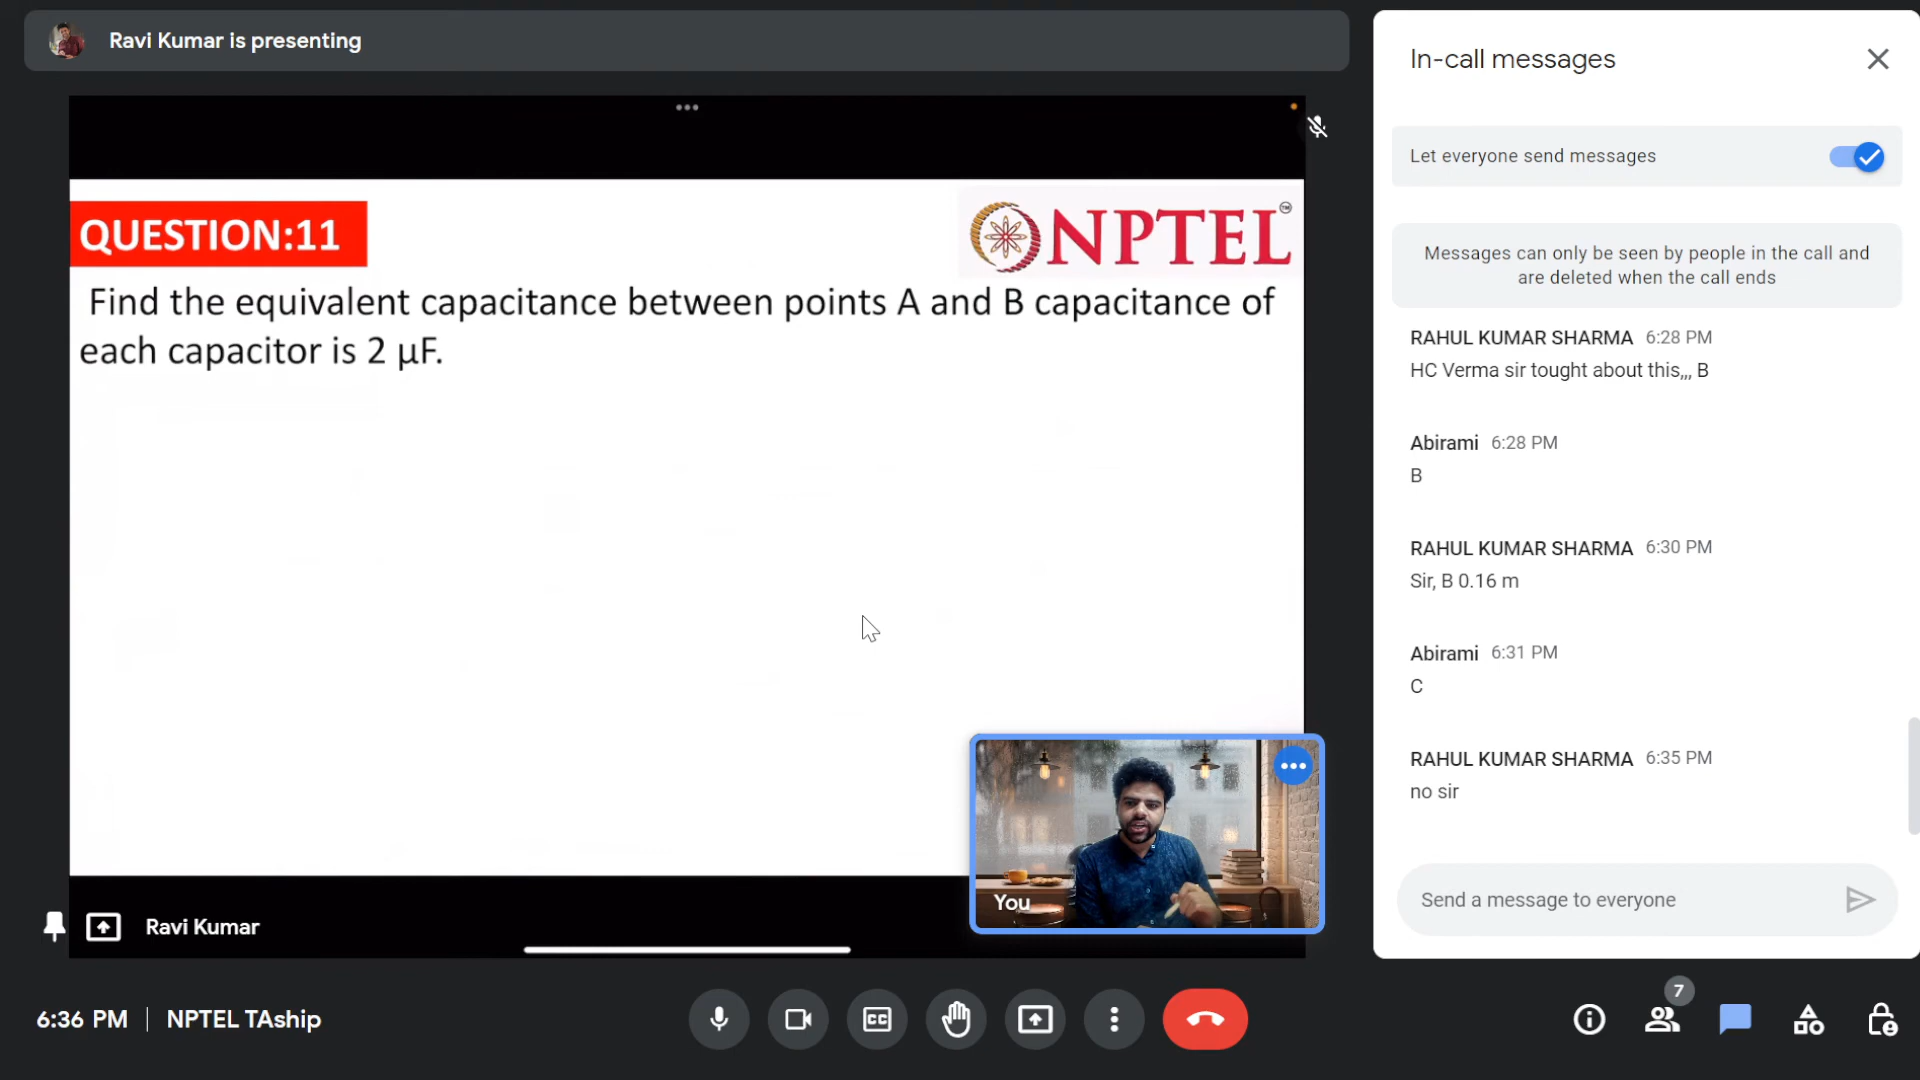 Ravi Kumar is presenting
QUESTION:11
NPTEL
TM
Find the equivalent capacitance between points A and B capacitance of
each capacitor is 2 µF.
You
Ravi Kumar
6:36 PM
NPTEL TAship
CC
In-call messages
Let everyone send messages
Messages can only be seen by people in the call and
are deleted when the call ends
RAHUL KUMAR SHARMA 6:28 PM
HC Verma sir tought about this,,, B
Abirami 6:28 PM
B
RAHUL KUMAR SHARMA 6:30 PM
Sir, B 0.16 m
Abirami 6:31 PM
C
RAHUL KUMAR SHARMA 6:35 PM
no sir
Send a message to everyone
7